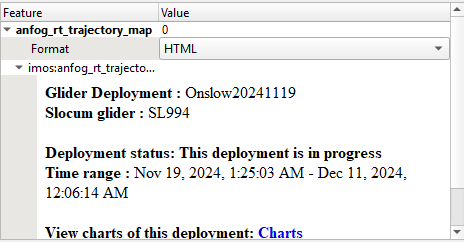 Feature Value
anfog_rt_trajectory_map 0
Format HTML
imos:anfog_rt_trajecto...
Glider Deployment : Onslow20241119
Slocum glider : SL994
Deployment status: This deployment is in progress
Time range : Nov 19, 2024, 1:25:03 AM - Dec 11, 2024,
12:06:14 AM
View charts of this deployment: Charts